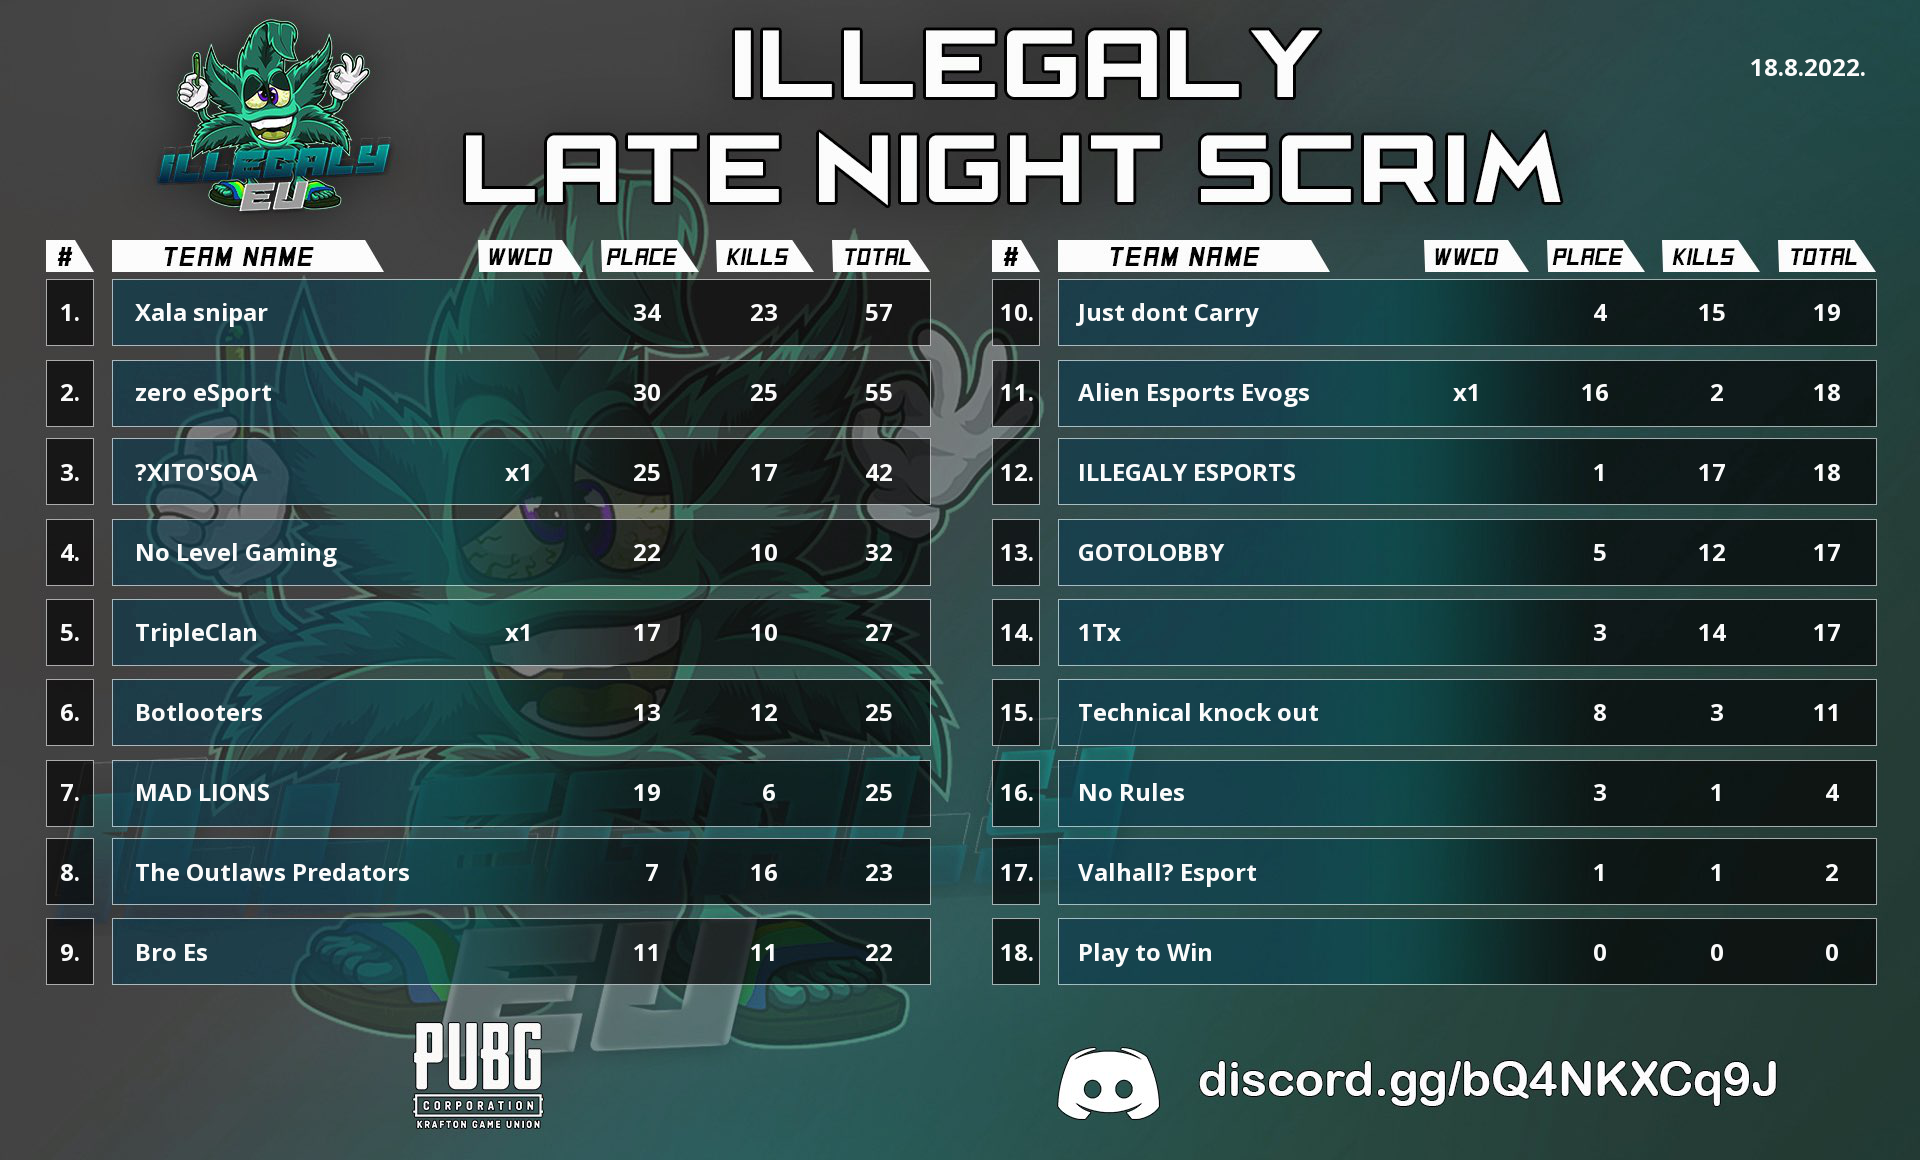 ILLEGALY
LATE NIGHT SCRIM
18.8.2022.
ILLEGALY
EU
# TEAM NAME WWCD PLACE KILLS TOTAL
1. Xala snipar 34 23 57
2. zero eSport 30 25 55
3. ?XITO'SOA x1 25 17 42
4. No Level Gaming 22 10 32
5. TripleClan x1 17 10 27
6. Botlooters 13 12 25
7. MAD LIONS 19 6 25
8. The Outlaws Predators 7 16 23
9. Bro Es 11 11 22
# TEAM NAME WWCD PLACE KILLS TOTAL
10. Just dont Carry 4 15 19
11. Alien Esports Evogs x1 16 2 18
12. ILLEGALY ESPORTS 1 17 18
13. GOTOLOBBY 5 12 17
14. 1Tx 3 14 17
15. Technical knock out 8 3 11
16. No Rules 3 1 4
17. Valhall? Esport 1 1 2
18. Play to Win 0 0 0
ILLEGALY
EU
PUBG
CORPORATION
KRAFTON GAME UNION
discord.gg/bQ4NKXCq9J